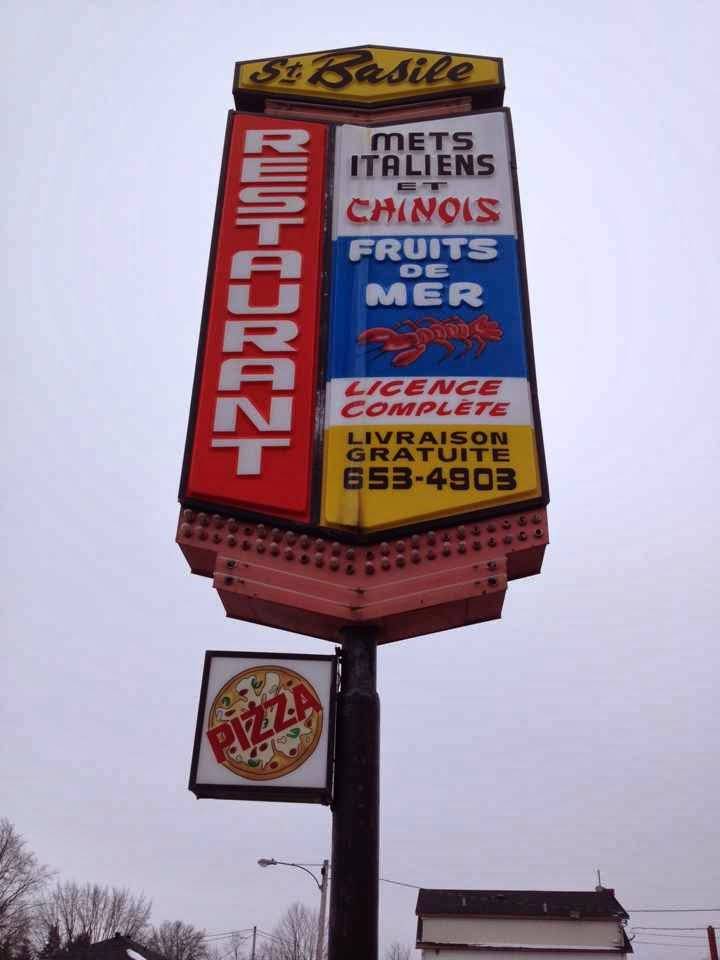 St. Basile
RESTAURANT
METS
ITALIENS
ET
CHINOIS
FRUITS
DE
MER
LICENCE
COMPLÈTE
LIVRAISON
GRATUITE
653-4903
PIZZA